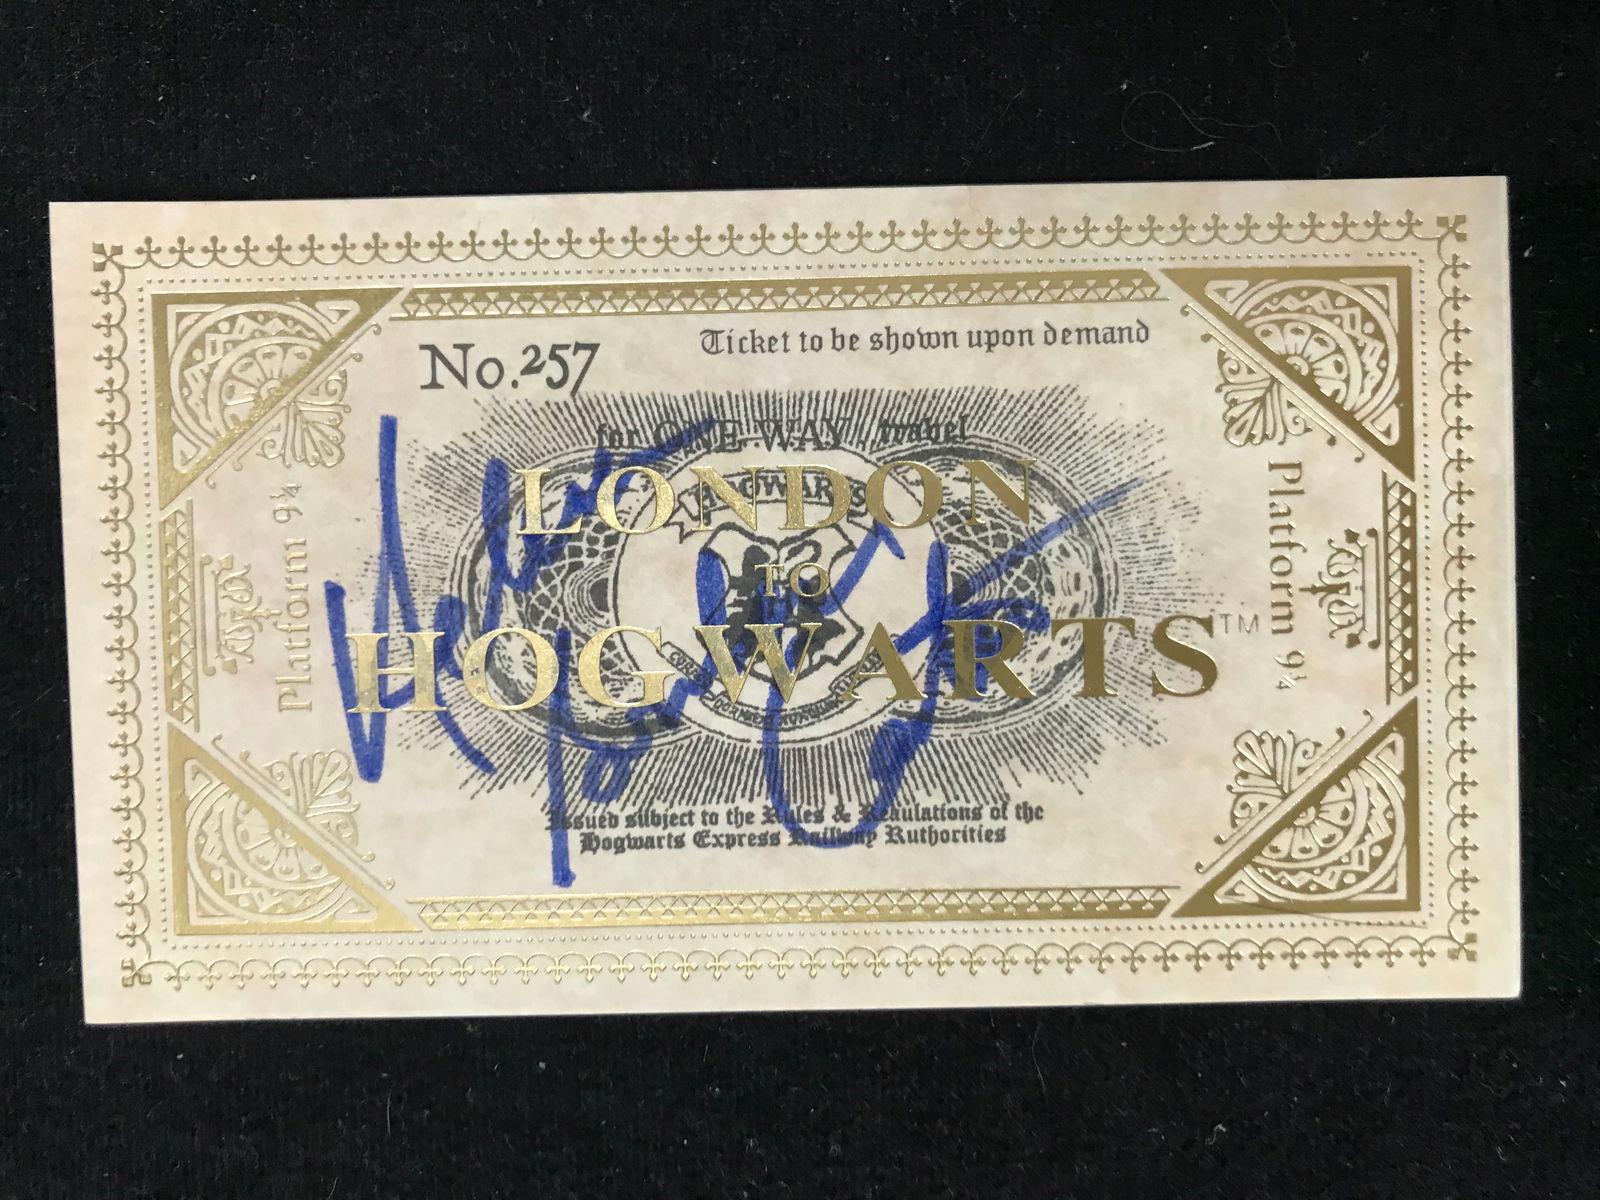 No.257
Ticket to be shown upon demand
for ONE WAY travel
HOGWARTS
LONDON
TO
HOGWARTS™
Platform 9¾
Platform 9¾
Issued subject to the Rules & Regulations of the
Hogwarts Express Railway Authorities